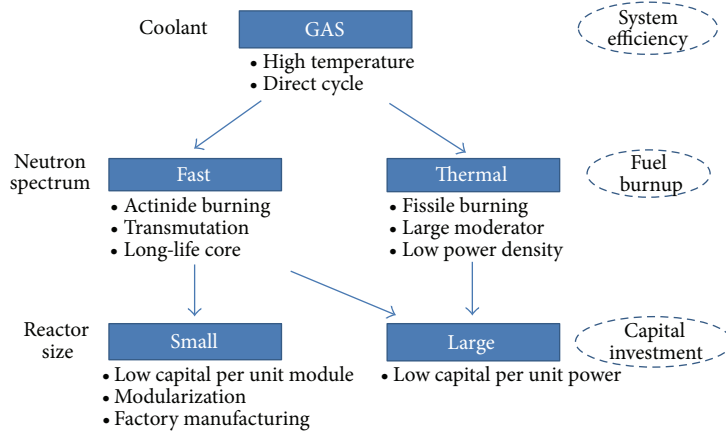 Coolant
GAS
System
efficiency
• High temperature
• Direct cycle
Neutron
spectrum
Fast
Thermal
Fuel
burnup
• Actinide burning
• Transmutation
• Long-life core
• Fissile burning
• Large moderator
• Low power density
Reactor
size
Small
Large
Capital
investment
• Low capital per unit module
• Modularization
• Factory manufacturing
• Low capital per unit power